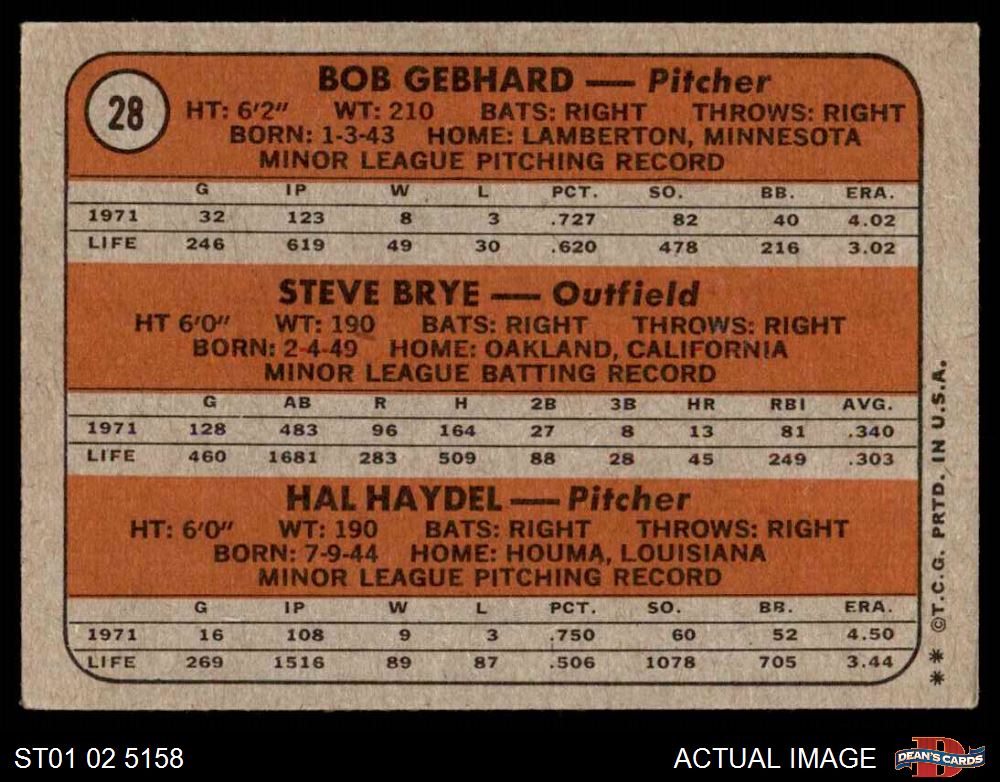 28
BOB GEBHARD — Pitcher
HT: 6'2" WT: 210 BATS: RIGHT THROWS: RIGHT
BORN: 1-3-43 HOME: LAMBERTON, MINNESOTA
MINOR LEAGUE PITCHING RECORD
G IP W L PCT. SO. BB. ERA.
1971 32 123 8 3 .727 82 40 4.02
LIFE 246 619 49 30 .620 478 216 3.02
STEVE BRYE — Outfield
HT 6'0" WT: 190 BATS: RIGHT THROWS: RIGHT
BORN: 2-4-49 HOME: OAKLAND, CALIFORNIA
MINOR LEAGUE BATTING RECORD
G AB R H 2B 3B HR RBI AVG.
1971 128 483 96 164 27 8 13 81 .340
LIFE 460 1681 283 509 88 28 45 249 .303
HAL HAYDEL — Pitcher
HT: 6'0" WT: 190 BATS: RIGHT THROWS: RIGHT
BORN: 7-9-44 HOME: HOUMA, LOUISIANA
MINOR LEAGUE PITCHING RECORD
G IP W L PCT. SO. BB. ERA.
1971 16 108 9 3 .750 60 52 4.50
LIFE 269 1516 89 87 .506 1078 705 3.44
** ©T.C.G. PRTD. IN U.S.A.
ST01 02 5158
ACTUAL IMAGE
D
DEAN'S CARDS